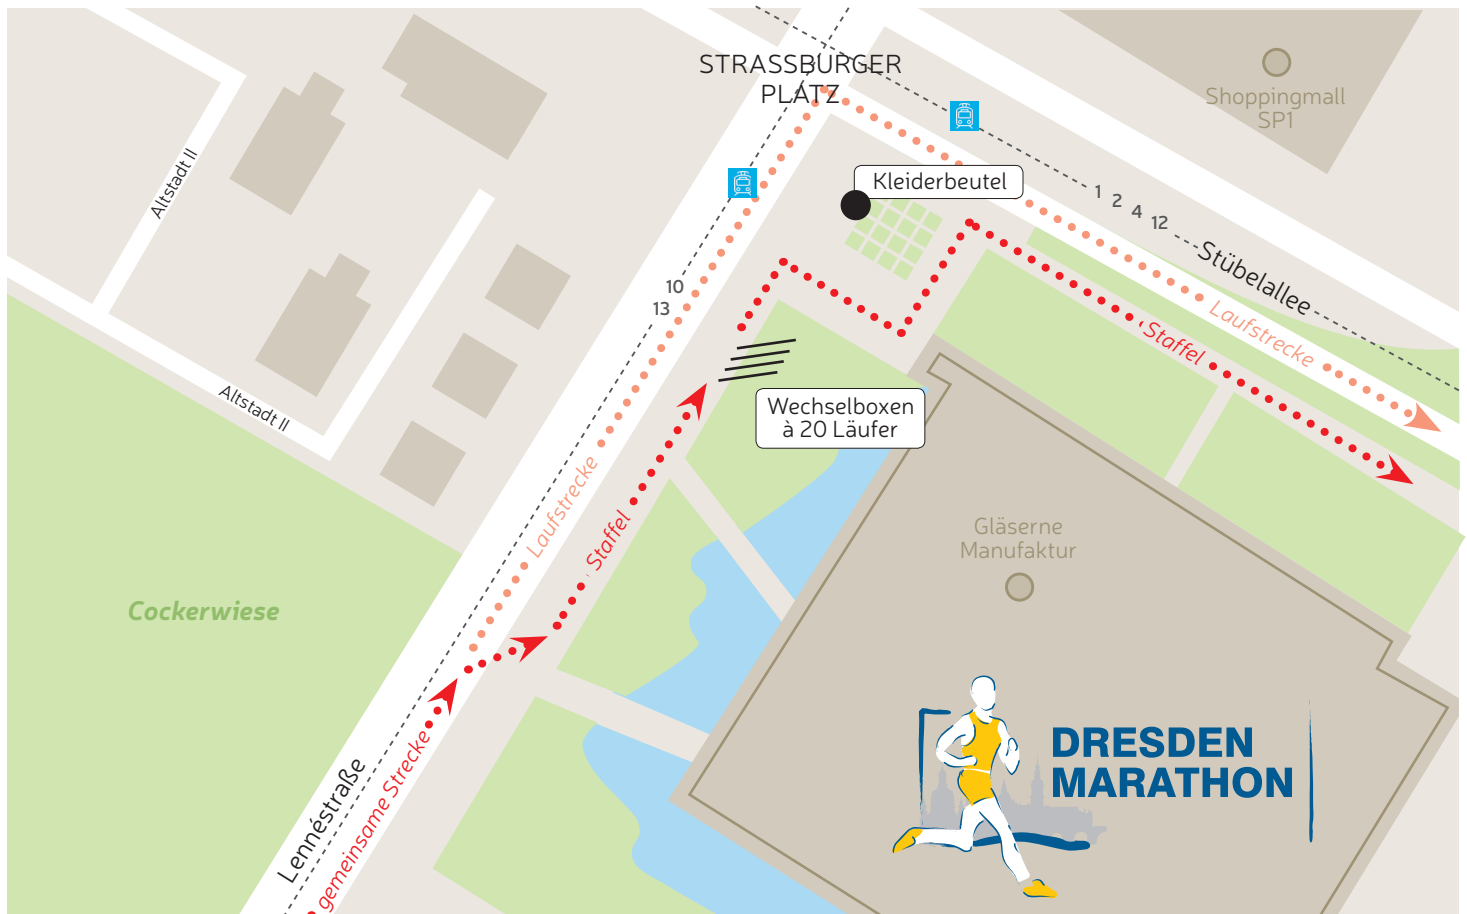 STRASSBURGER
PLATZ
Shoppingmall
SP1
Altstadt II
Kleiderbeutel
1
2
4
12
Stübelallee
10
13
Laufstrecke
Staffel
Altstadt II
Wechselboxen
à 20 Läufer
Laufstrecke
Staffel
Gläserne
Manufaktur
Cockerwiese
DRESDEN
MARATHON
Lennéstraße
gemeinsame Strecke